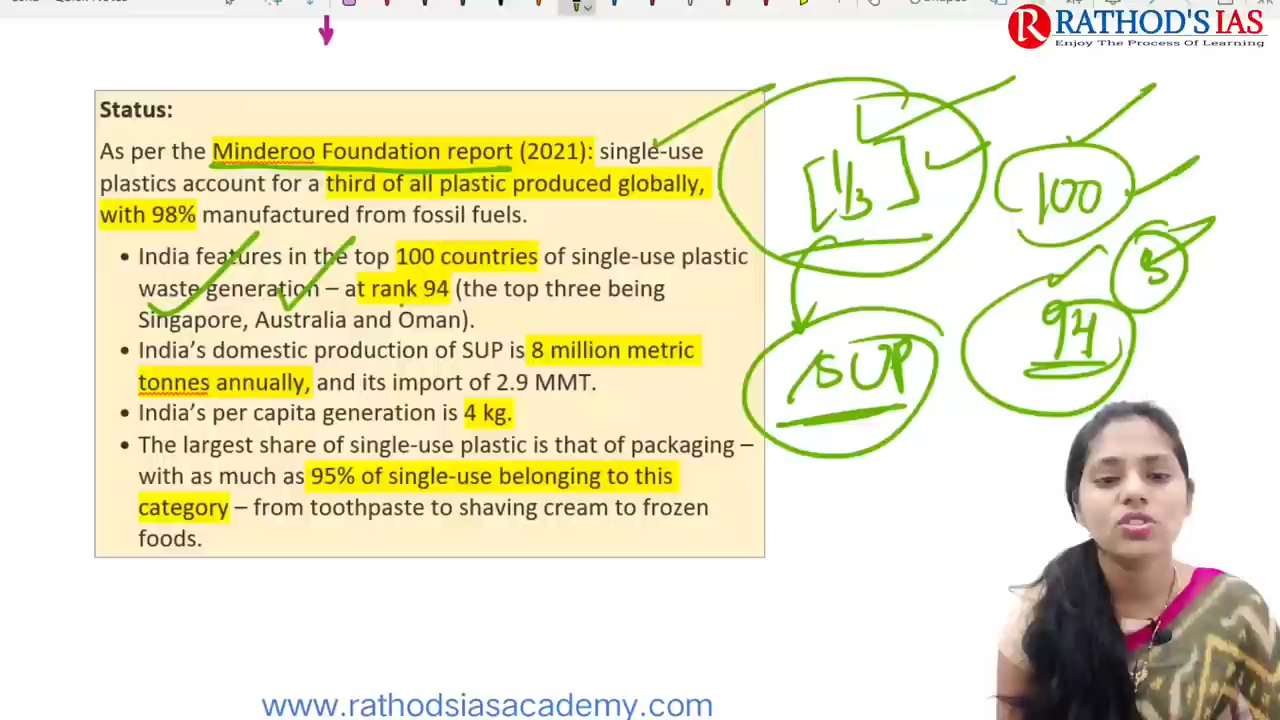 RATHOD'S IAS
Enjoy The Process Of Learning
Status:
As per the Minderoo Foundation report (2021): single-use
plastics account for a third of all plastic produced globally,
with 98% manufactured from fossil fuels.
• India features in the top 100 countries of single-use plastic
waste generation – at rank 94 (the top three being
Singapore, Australia and Oman).
• India's domestic production of SUP is 8 million metric
tonnes annually, and its import of 2.9 MMT.
• India's per capita generation is 4 kg.
• The largest share of single-use plastic is that of packaging –
with as much as 95% of single-use belonging to this
category – from toothpaste to shaving cream to frozen
foods.
[1/3]
100
94
SUP
www.rathodsiasacademy.com